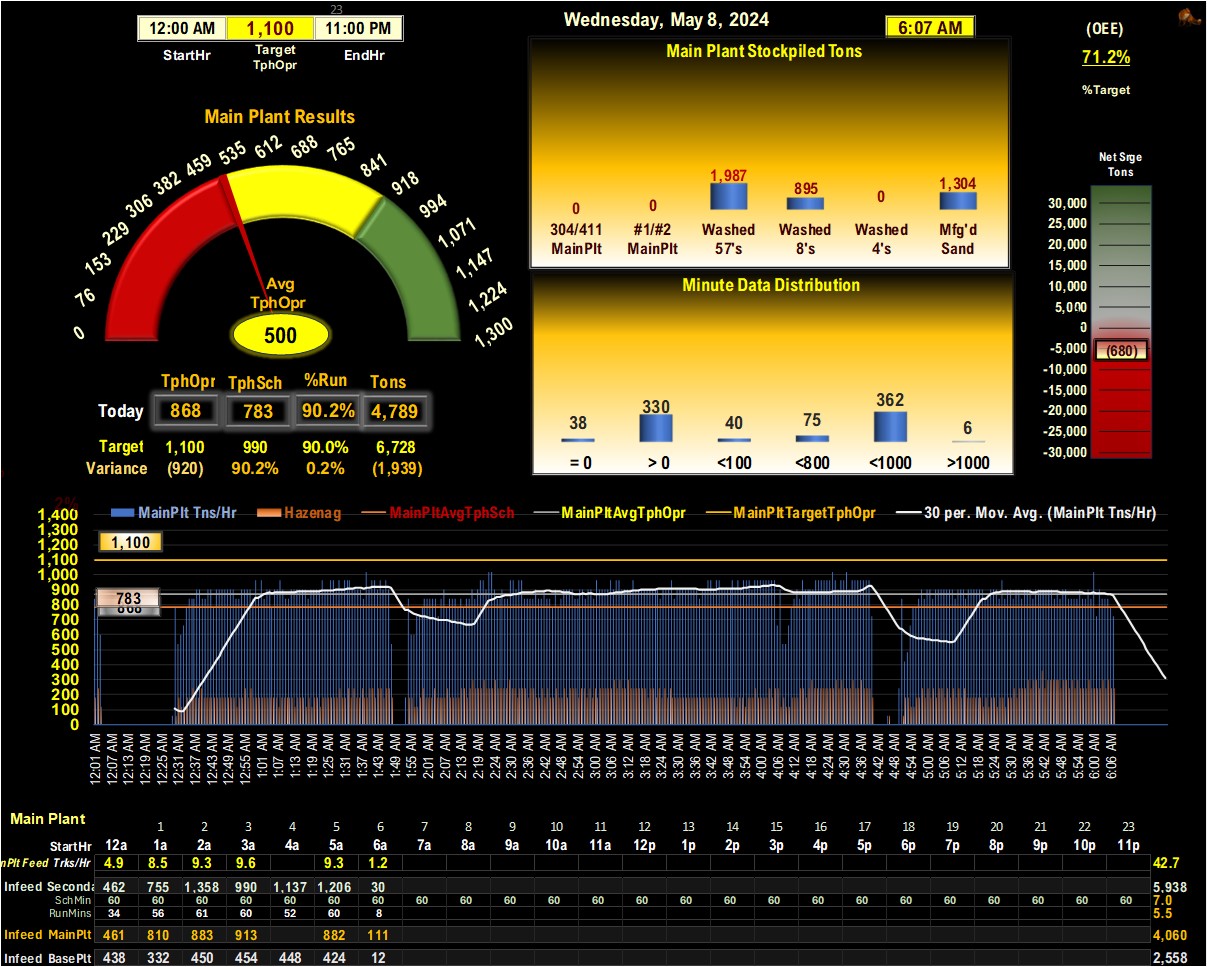 23
12:00 AM 1,100 11:00 PM
StartHr Target TphOpr EndHr
Wednesday, May 8, 2024
6:07 AM
(OEE)
71.2%
%Target
Main Plant Stockpiled Tons
0 0 1,987 895 0 1,304
304/411 MainPlt #1/#2 MainPlt Washed 57's Washed 8's Washed 4's Mfg'd Sand
Main Plant Results
0 76 153 229 306 382 459 535 612 688 765 841 918 994 1,071 1,147 1,224 1,300
Avg
TphOpr
500
Net Srge
Tons
30,000
25,000
20,000
15,000
10,000
5,000
0
-5,000
(680)
-10,000
-15,000
-20,000
-25,000
-30,000
Minute Data Distribution
38 330 40 75 362 6
= 0 > 0 <100 <800 <1000 >1000
TphOpr TphSch %Run Tons
Today 868 783 90.2% 4,789
Target 1,100 990 90.0% 6,728
Variance (920) 90.2% 0.2% (1,939)
MainPlt Tns/Hr Hazenag MainPltAvgTphSch MainPltAvgTphOpr MainPltTargetTphOpr 30 per. Mov. Avg. (MainPlt Tns/Hr)
1,400
1,300
1,200
1,100
1,000
900
800
700
600
500
400
300
200
100
0
1,100
783
868
12:01 AM 12:07 AM 12:13 AM 12:19 AM 12:25 AM 12:31 AM 12:37 AM 12:43 AM 12:49 AM 12:55 AM 1:01 AM 1:07 AM 1:13 AM 1:19 AM 1:25 AM 1:31 AM 1:37 AM 1:43 AM 1:49 AM 1:55 AM 2:01 AM 2:07 AM 2:13 AM 2:19 AM 2:24 AM 2:30 AM 2:36 AM 2:42 AM 2:48 AM 2:54 AM 3:00 AM 3:06 AM 3:12 AM 3:18 AM 3:24 AM 3:30 AM 3:36 AM 3:42 AM 3:48 AM 3:54 AM 4:00 AM 4:06 AM 4:12 AM 4:18 AM 4:24 AM 4:30 AM 4:36 AM 4:42 AM 4:48 AM 4:54 AM 5:00 AM 5:06 AM 5:12 AM 5:18 AM 5:24 AM 5:30 AM 5:36 AM 5:42 AM 5:48 AM 5:54 AM 6:00 AM 6:06 AM
Main Plant
1 2 3 4 5 6 7 8 9 10 11 12 13 14 15 16 17 18 19 20 21 22 23
StartHr 12a 1a 2a 3a 4a 5a 6a 7a 8a 9a 10a 11a 12p 1p 2p 3p 4p 5p 6p 7p 8p 9p 10p 11p
nPlt Feed Trks/Hr 4.9 8.5 9.3 9.6 9.3 1.2 42.7
Infeed Seconda 462 755 1,358 990 1,137 1,206 30 5,938
SchMin 60 60 60 60 60 60 60 60 60 60 60 60 60 60 60 60 60 60 60 60 60 60 60 60 7.0
RunMins 34 56 61 60 52 60 8 5.5
Infeed MainPlt 461 810 883 913 882 111 4,060
Infeed BasePlt 438 332 450 454 448 424 12 2,558